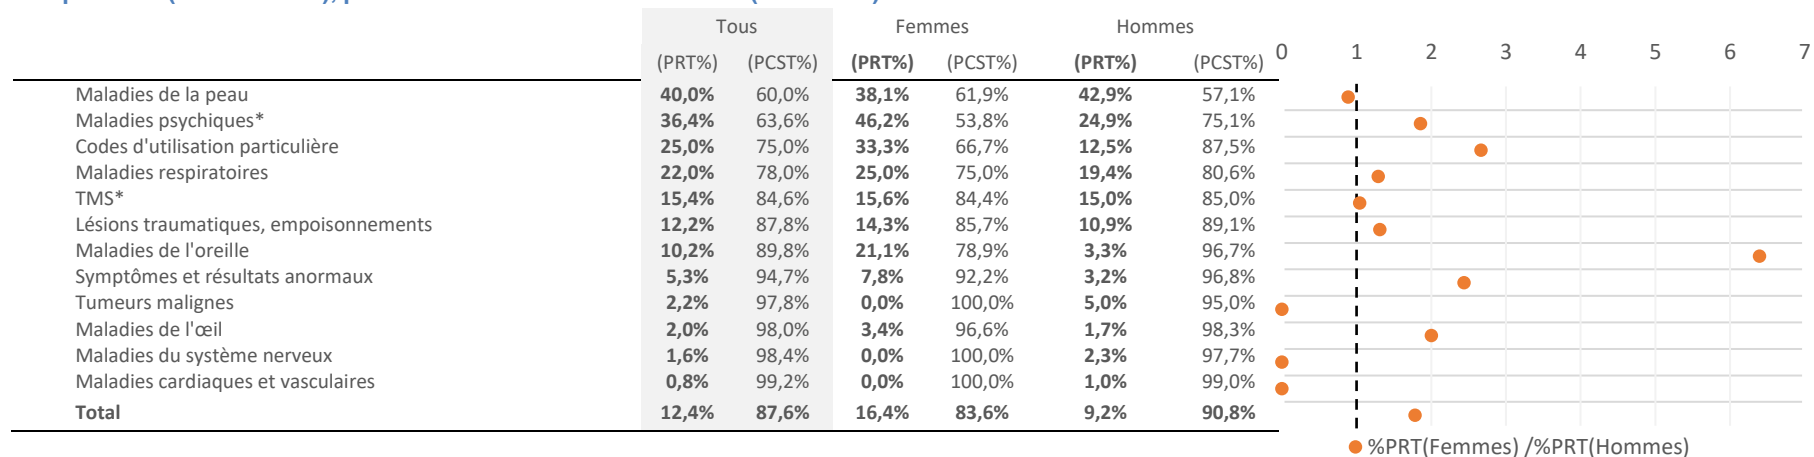 Tous Femmes Hommes
(PRT%) (PCST%) (PRT%) (PCST%) (PRT%) (PCST%) 0 1 2 3 4 5 6 7
Maladies de la peau 40,0% 60,0% 38,1% 61,9% 42,9% 57,1%
Maladies psychiques* 36,4% 63,6% 46,2% 53,8% 24,9% 75,1%
Codes d'utilisation particulière 25,0% 75,0% 33,3% 66,7% 12,5% 87,5%
Maladies respiratoires 22,0% 78,0% 25,0% 75,0% 19,4% 80,6%
TMS* 15,4% 84,6% 15,6% 84,4% 15,0% 85,0%
Lésions traumatiques, empoisonnements 12,2% 87,8% 14,3% 85,7% 10,9% 89,1%
Maladies de l'oreille 10,2% 89,8% 21,1% 78,9% 3,3% 96,7%
Symptômes et résultats anormaux 5,3% 94,7% 7,8% 92,2% 3,2% 96,8%
Tumeurs malignes 2,2% 97,8% 0,0% 100,0% 5,0% 95,0%
Maladies de l'œil 2,0% 98,0% 3,4% 96,6% 1,7% 98,3%
Maladies du système nerveux 1,6% 98,4% 0,0% 100,0% 2,3% 97,7%
Maladies cardiaques et vasculaires 0,8% 99,2% 0,0% 100,0% 1,0% 99,0%
Total 12,4% 87,6% 16,4% 83,6% 9,2% 90,8%
%PRT(Femmes) /%PRT(Hommes)